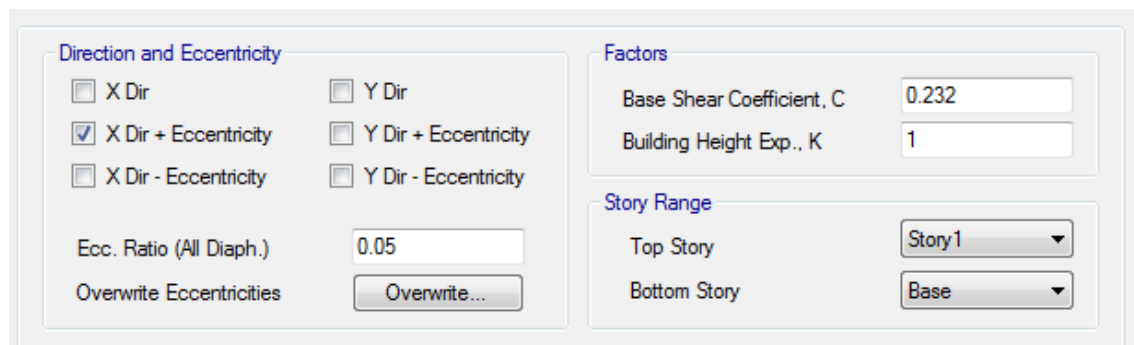 Direction and Eccentricity
X Dir
Y Dir
X Dir + Eccentricity
Y Dir + Eccentricity
X Dir - Eccentricity
Y Dir - Eccentricity
Ecc. Ratio (All Diaph.)
0.05
Overwrite Eccentricities
Overwrite...
Factors
Base Shear Coefficient, C
0.232
Building Height Exp., K
1
Story Range
Top Story
Story1
Bottom Story
Base